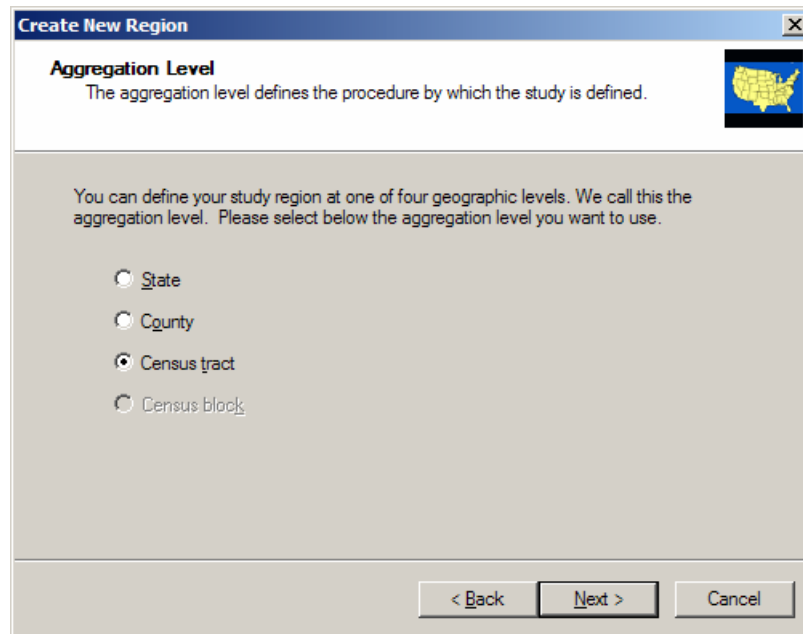 Create New Region
Aggregation Level
The aggregation level defines the procedure by which the study is defined.
You can define your study region at one of four geographic levels. We call this the
aggregation level. Please select below the aggregation level you want to use.
State
County
Census tract
Census block
< Back
Next >
Cancel